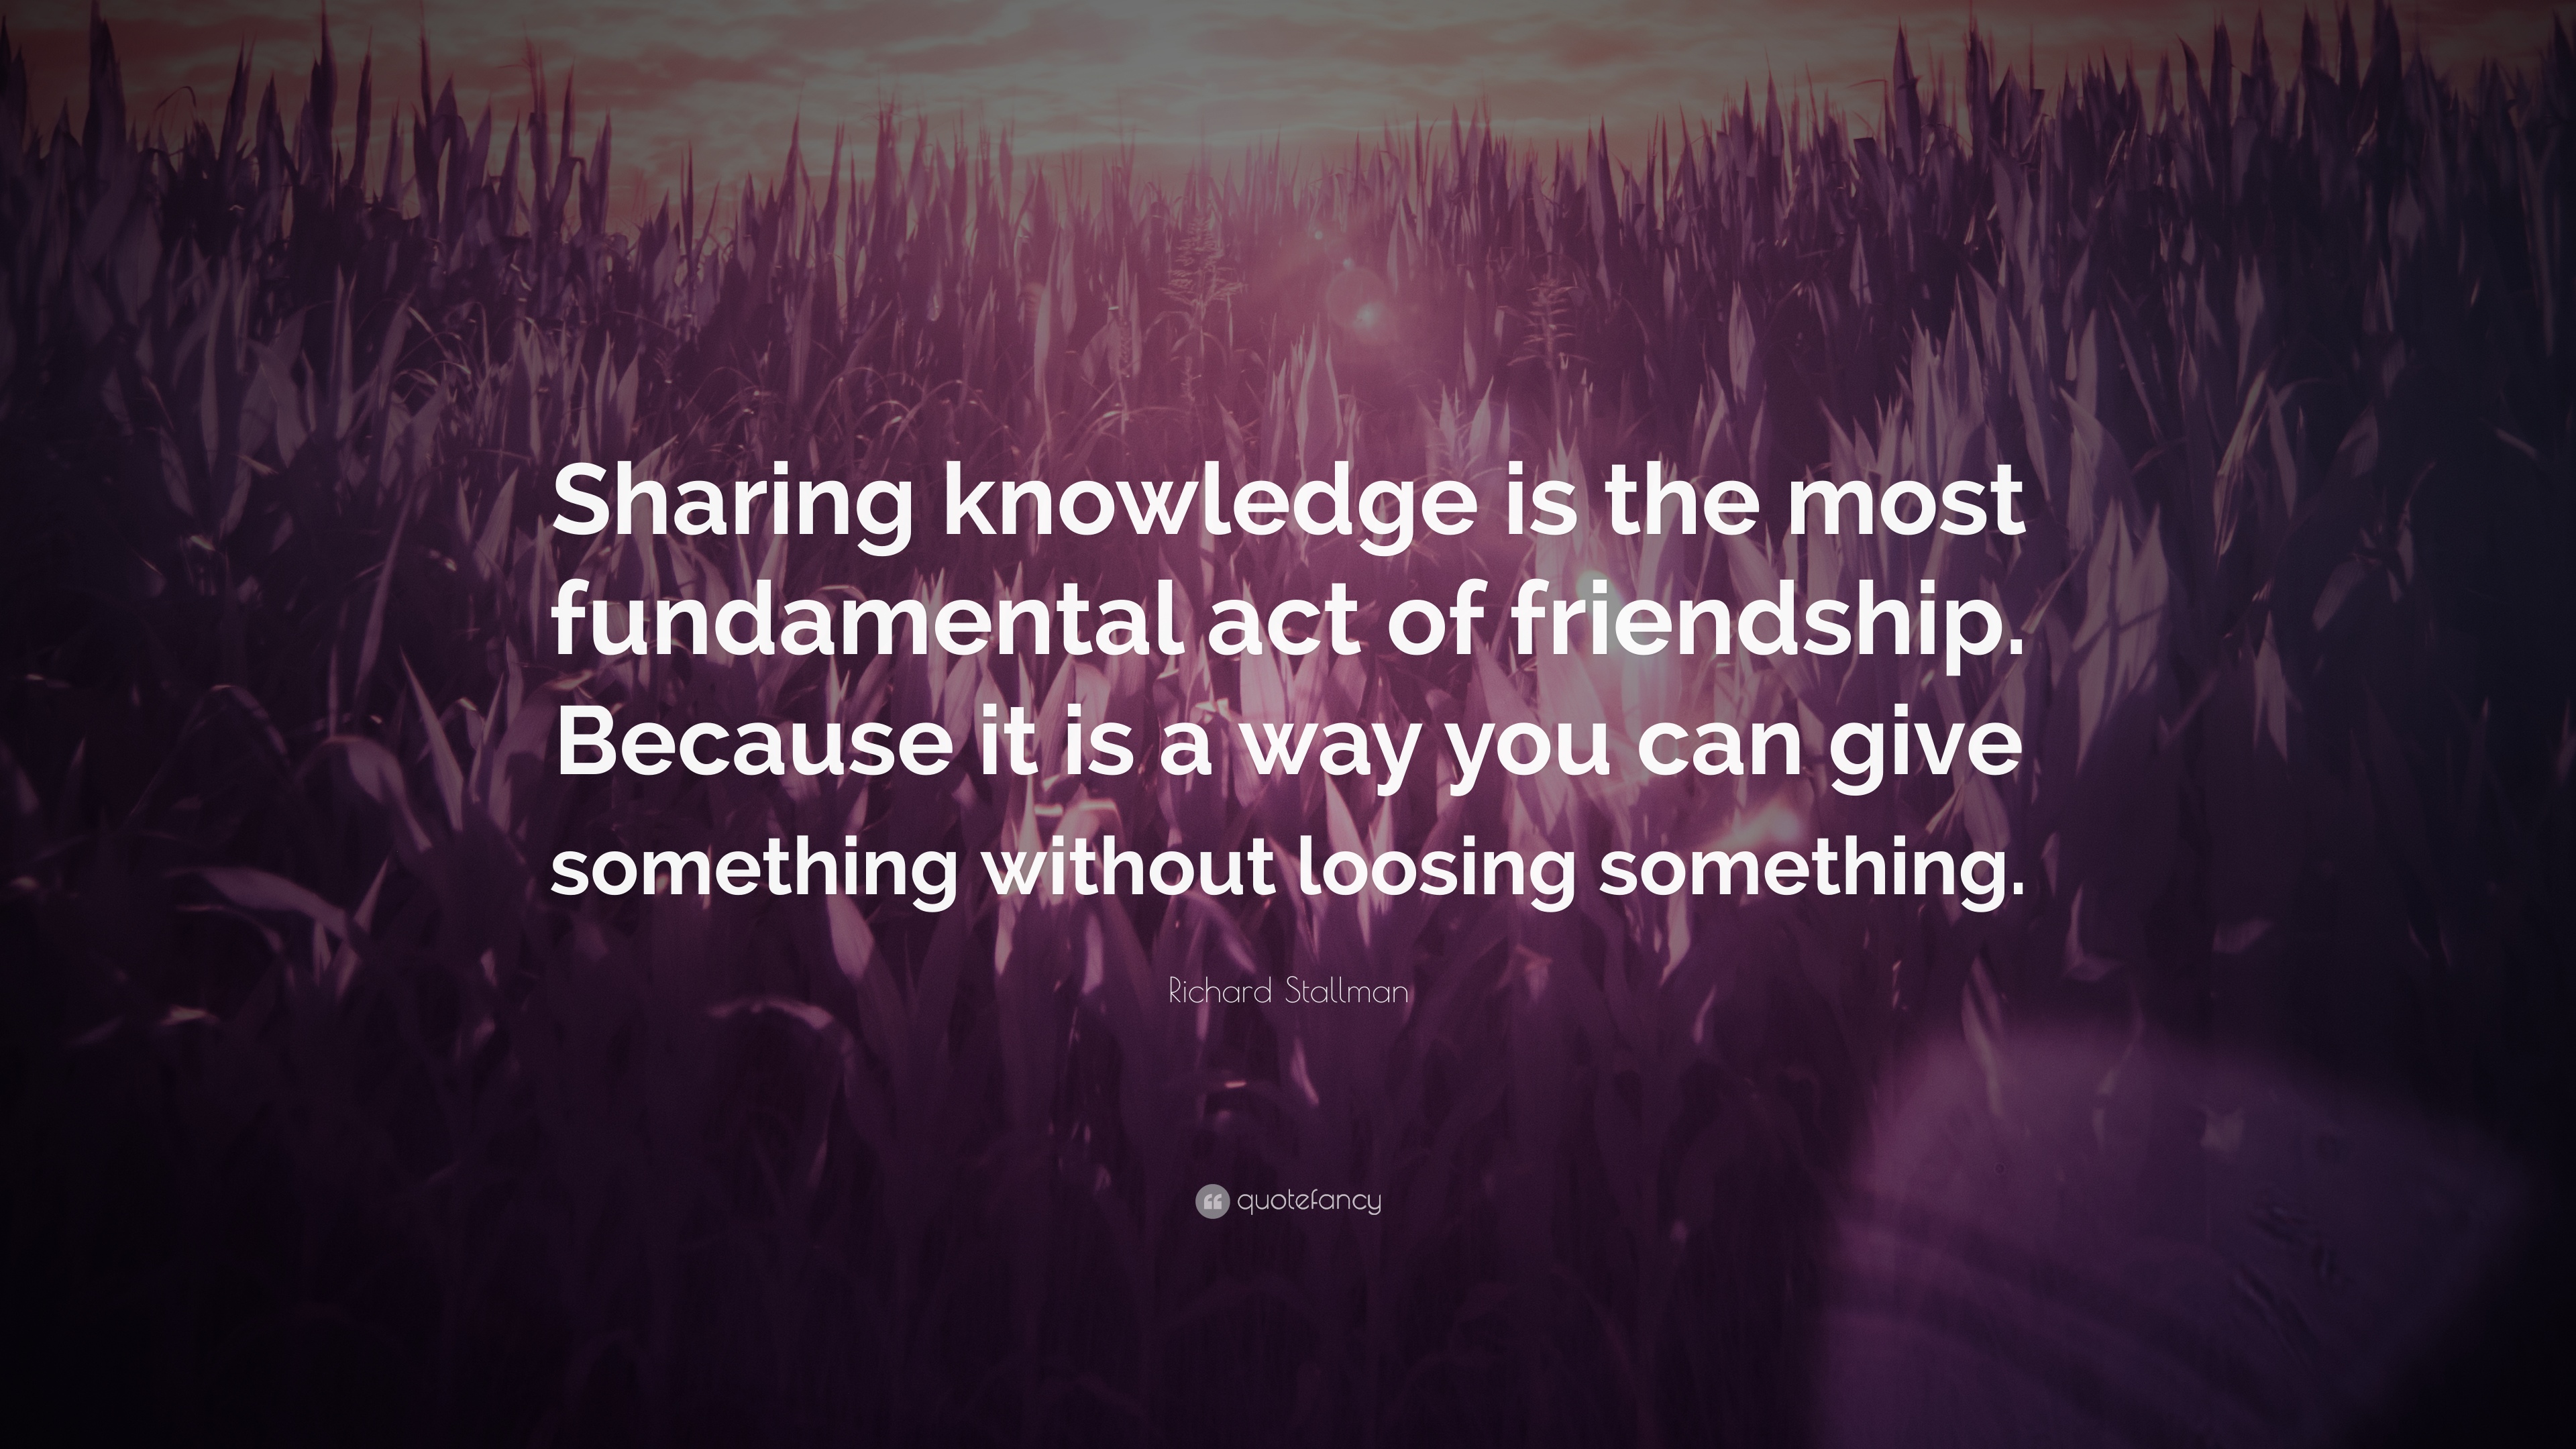 Sharing knowledge is the most
fundamental act of friendship.
Because it is a way you can give
something without loosing something.
Richard Stallman
quotefancy